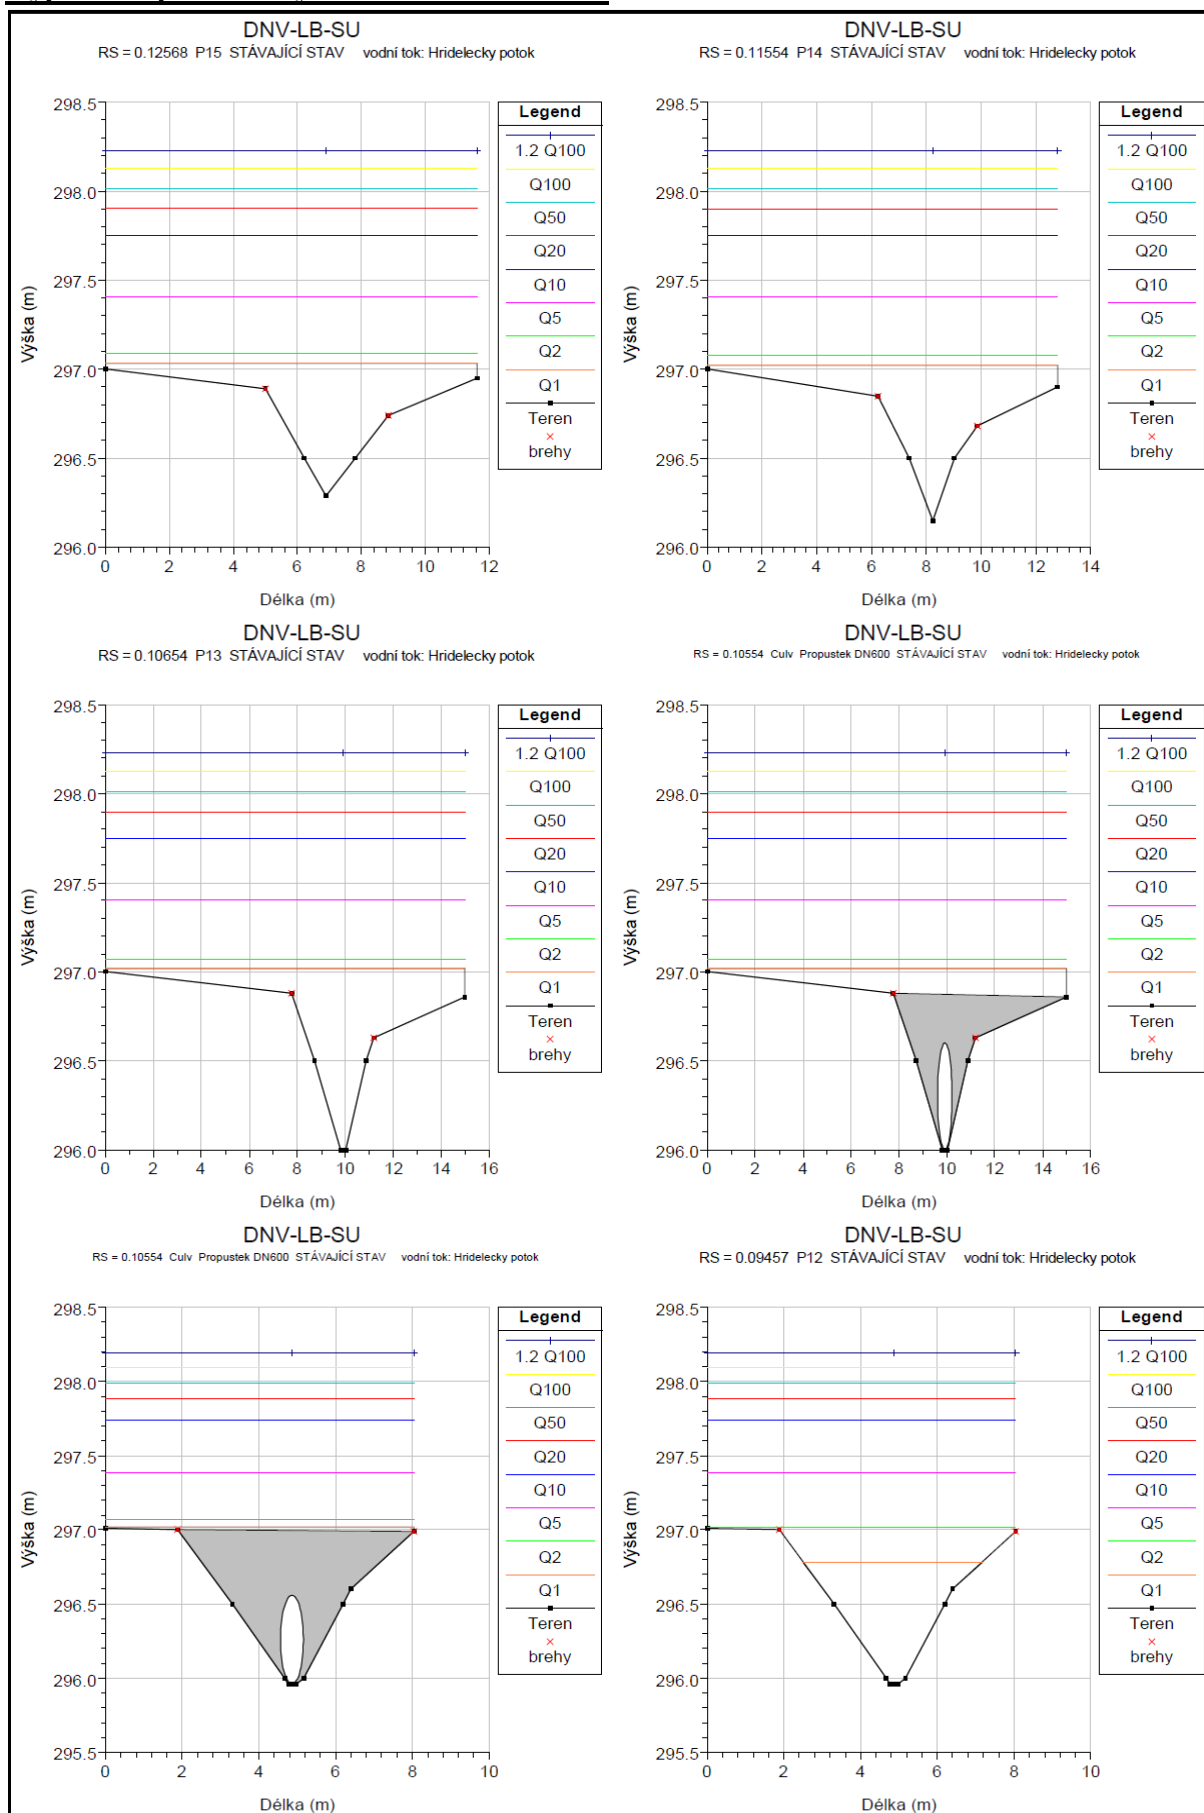 DNV-LB-SU
RS = 0.12568 P15 STÁVAJÍCÍ STAV vodní tok: Hridelecky potok
298.5
298.0
297.5
297.0
296.5
296.0
Výška (m)
0 2 4 6 8 10 12
Délka (m)
Legend
1.2 Q100
Q100
Q50
Q20
Q10
Q5
Q2
Q1
Teren
brehy
DNV-LB-SU
RS = 0.11554 P14 STÁVAJÍCÍ STAV vodní tok: Hridelecky potok
298.5
298.0
297.5
297.0
296.5
296.0
Výška (m)
0 2 4 6 8 10 12 14
Délka (m)
Legend
1.2 Q100
Q100
Q50
Q20
Q10
Q5
Q2
Q1
Teren
brehy
DNV-LB-SU
RS = 0.10654 P13 STÁVAJÍCÍ STAV vodní tok: Hridelecky potok
298.5
298.0
297.5
297.0
296.5
296.0
Výška (m)
0 2 4 6 8 10 12 14 16
Délka (m)
Legend
1.2 Q100
Q100
Q50
Q20
Q10
Q5
Q2
Q1
Teren
brehy
DNV-LB-SU
RS = 0.10554 Culv Propustek DN600 STÁVAJÍCÍ STAV vodní tok: Hridelecky potok
298.5
298.0
297.5
297.0
296.5
296.0
Výška (m)
0 2 4 6 8 10 12 14 16
Délka (m)
Legend
1.2 Q100
Q100
Q50
Q20
Q10
Q5
Q2
Q1
Teren
brehy
DNV-LB-SU
RS = 0.10554 Culv Propustek DN600 STÁVAJÍCÍ STAV vodní tok: Hridelecky potok
298.5
298.0
297.5
297.0
296.5
296.0
295.5
Výška (m)
0 2 4 6 8 10
Délka (m)
Legend
1.2 Q100
Q100
Q50
Q20
Q10
Q5
Q2
Q1
Teren
brehy
DNV-LB-SU
RS = 0.09457 P12 STÁVAJÍCÍ STAV vodní tok: Hridelecky potok
298.5
298.0
297.5
297.0
296.5
296.0
295.5
Výška (m)
0 2 4 6 8 10
Délka (m)
Legend
1.2 Q100
Q100
Q50
Q20
Q10
Q5
Q2
Q1
Teren
brehy